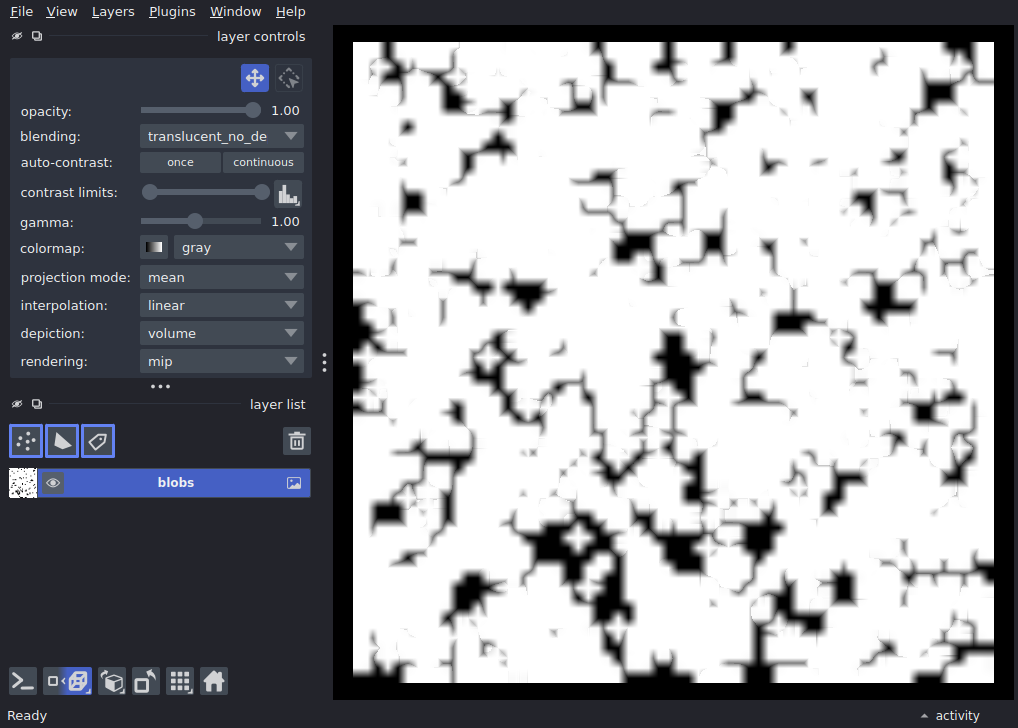 File View Layers Plugins Window Help
layer controls
opacity: 1.00
blending: translucent_no_de
auto-contrast: once continuous
contrast limits:
gamma: 1.00
colormap: gray
projection mode: mean
interpolation: linear
depiction: volume
rendering: mip
layer list
blobs
Ready activity